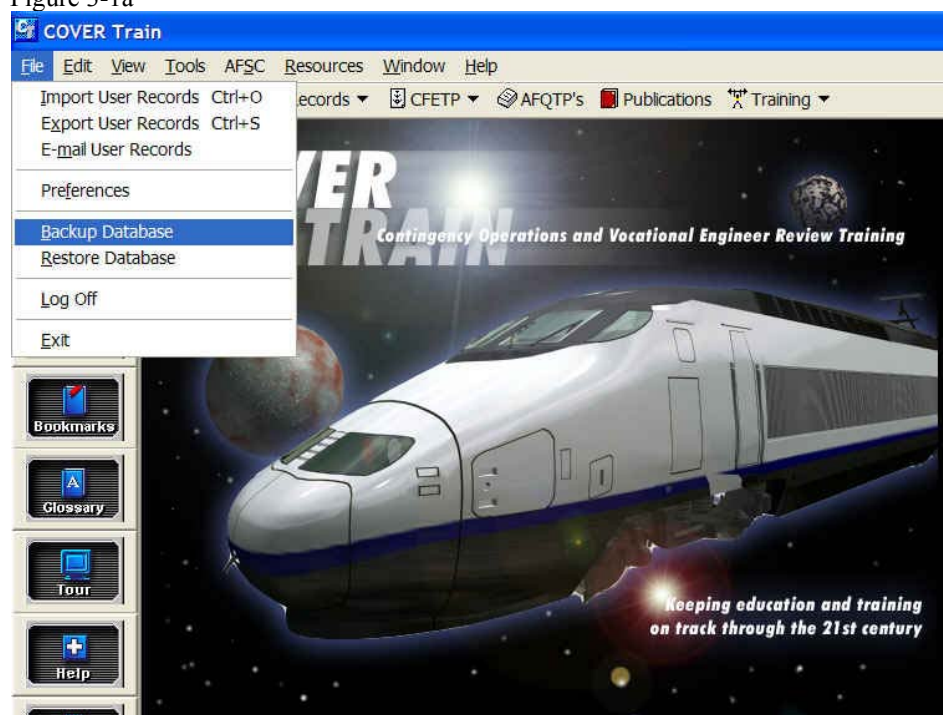 Figure 3-1a
COVER Train
File Edit View Tools AFSC Resources Window Help
Import User Records Ctrl+O
ecords CFETP AFQTP's Publications Training
Export User Records Ctrl+S
E-mail User Records
Preferences
Backup Database
Restore Database
Log Off
Exit
VER
TRAIN
Contingency Operations and Vocational Engineer Review Training
Bookmarks
Glossary
Tour
Help
Keeping education and training
on track through the 21st century